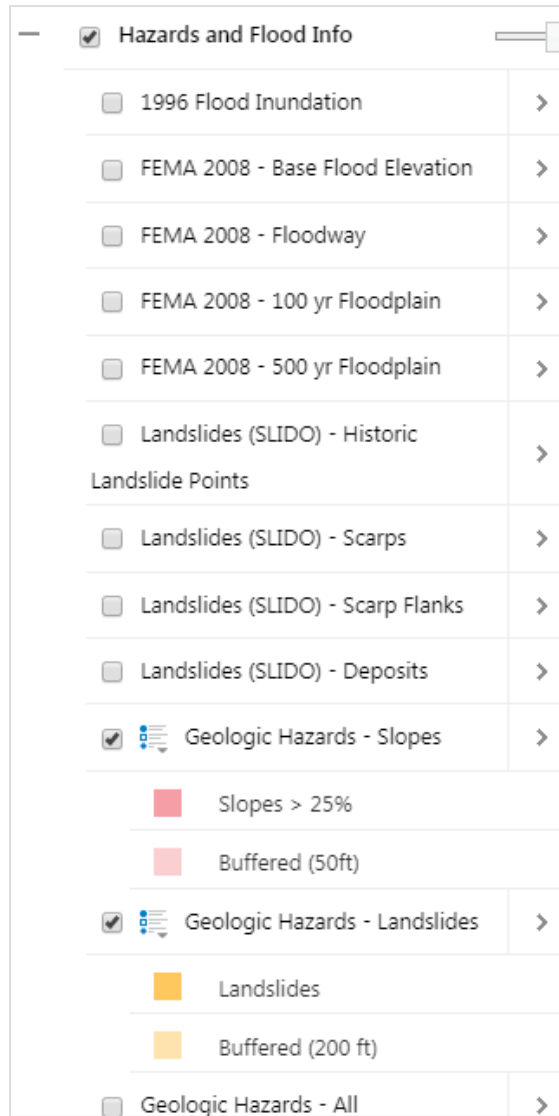 Hazards and Flood Info
1996 Flood Inundation
FEMA 2008 - Base Flood Elevation
FEMA 2008 - Floodway
FEMA 2008 - 100 yr Floodplain
FEMA 2008 - 500 yr Floodplain
Landslides (SLIDO) - Historic
Landslide Points
Landslides (SLIDO) - Scarps
Landslides (SLIDO) - Scarp Flanks
Landslides (SLIDO) - Deposits
Geologic Hazards - Slopes
Slopes > 25%
Buffered (50ft)
Geologic Hazards - Landslides
Landslides
Buffered (200 ft)
Geologic Hazards - All